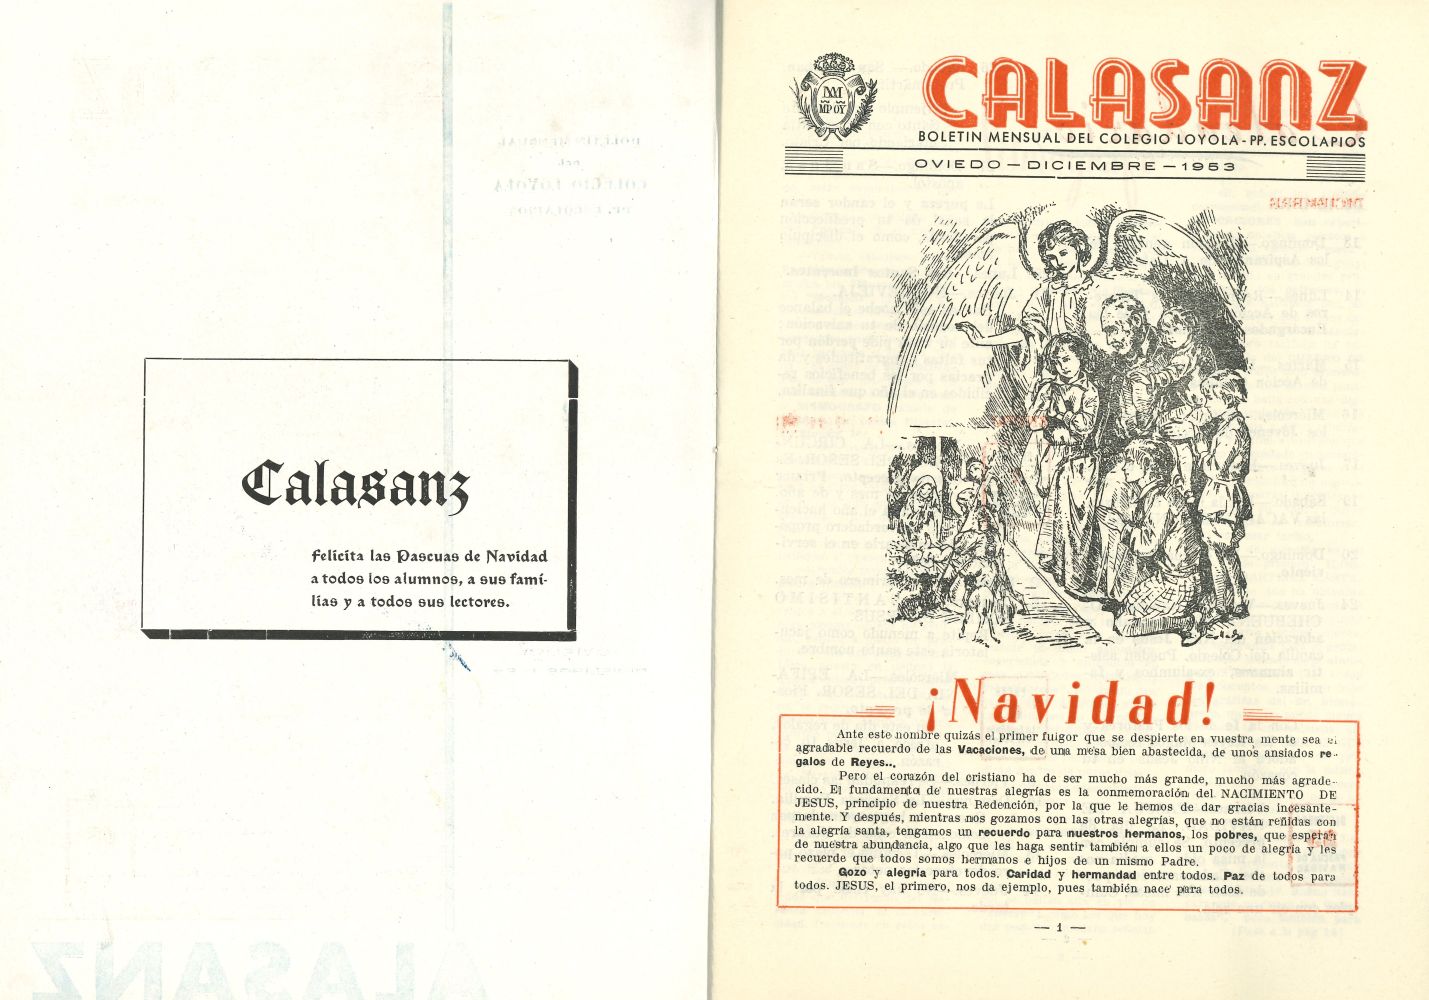 Calasanz
felicita las Pascuas de Navidad
a todos los alumnos, a sus fami-
lias y a todos sus lectores.
CALASANZ
BOLETIN MENSUAL DEL COLEGIO LOYOLA - PP. ESCOLAPIOS
OVIEDO — DICIEMBRE — 1953
¡Navidad!
Ante este nombre quizás el primer fulgor que se despierte en vuestra mente sea el
agradable recuerdo de las Vacaciones, de una mesa bien abastecida, de unos ansiados re-
galos de Reyes...
Pero el corazón del cristiano ha de ser mucho más grande, mucho más agrade-
cido. El fundamento de nuestras alegrías es la conmemoración del NACIMIENTO DE
JESUS, principio de nuestra Redención, por la que le hemos de dar gracias incesante-
mente. Y después, mientras nos gozamos con las otras alegrías, que no están reñidas con
la alegría santa, tengamos un recuerdo para nuestros hermanos, los pobres, que esperan
de nuestra abundancia, algo que les haga sentir también a ellos un poco de alegría y les
recuerde que todos somos hermanos e hijos de un mismo Padre.
Gozo y alegría para todos. Caridad y hermandad entre todos. Paz de todos para
todos. JESUS, el primero, nos da ejemplo, pues también nace para todos.
— 1 —